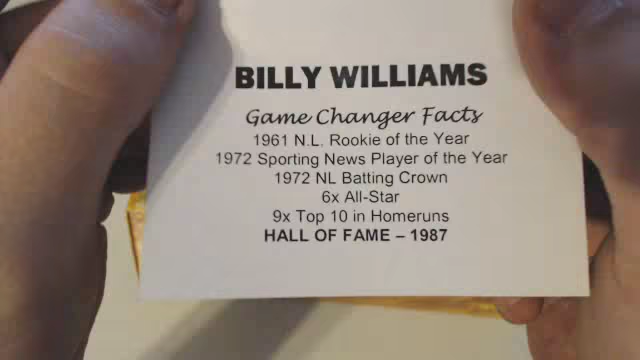 BILLY WILLIAMS
Game Changer Facts
1961 N.L. Rookie of the Year
1972 Sporting News Player of the Year
1972 NL Batting Crown
6x All-Star
9x Top 10 in Homeruns
HALL OF FAME – 1987